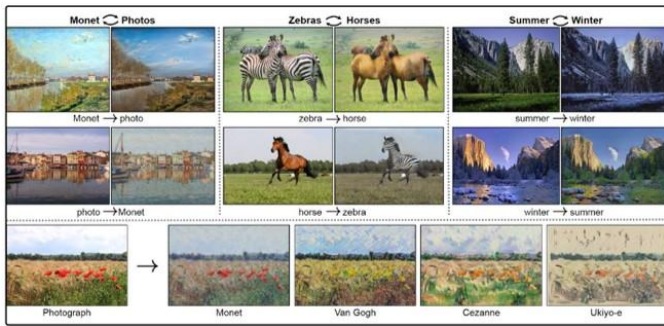 Monet Photos
Zebras Horses
Summer Winter
Monet → photo
zebra → horse
summer → winter
photo → Monet
horse → zebra
winter → summer
Photograph
Monet
Van Gogh
Cezanne
Ukiyo-e